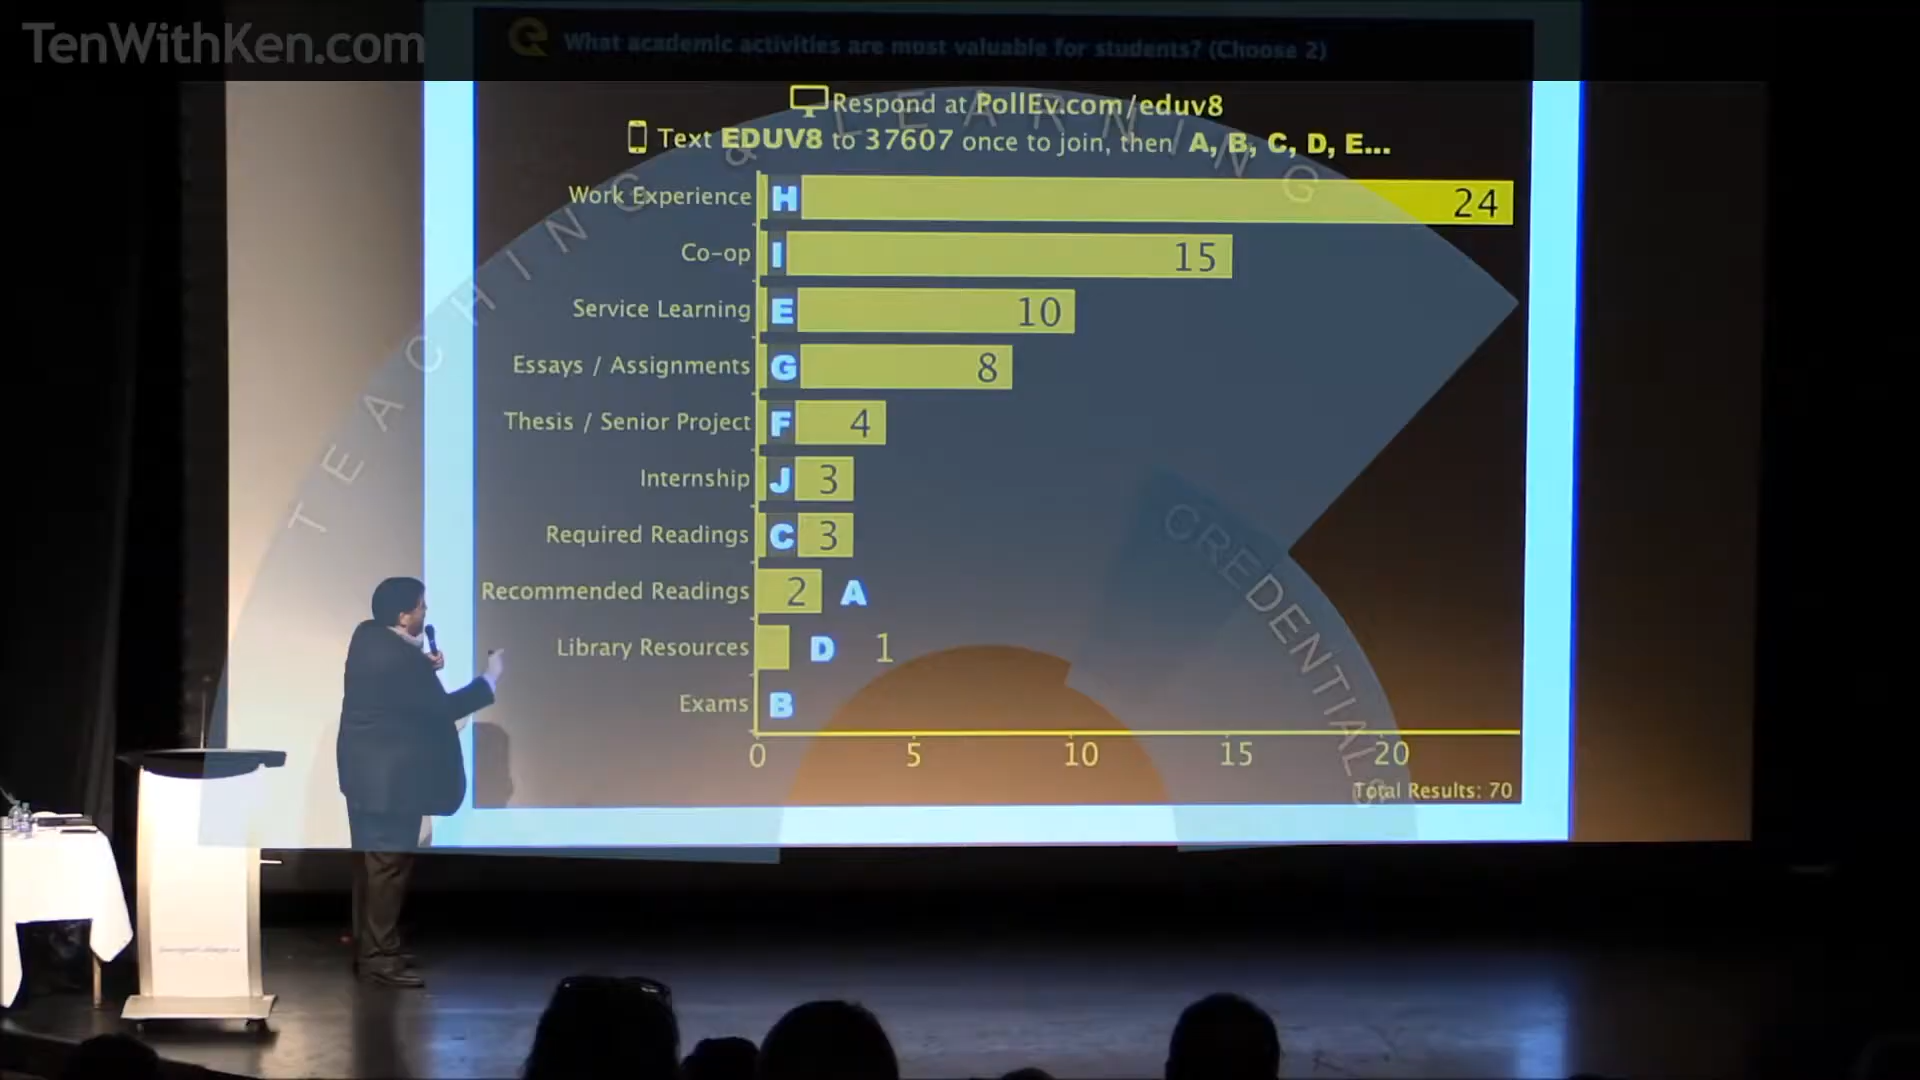 TenWithKen.com
What academic activities are most valuable for students? (Choose 2)
Respond at PollEv.com/eduv8
Text EDUV8 to 37607 once to join, then A, B, C, D, E...
TEACHING & LEARNING
Work Experience H 24
Co-op I 15
Service Learning E 10
Essays / Assignments G 8
Thesis / Senior Project F 4
Internship J 3
Required Readings C 3
Recommended Readings 2 A
Library Resources D 1
Exams B
0 5 10 15 20
Total Results: 70
CREDENTIALS